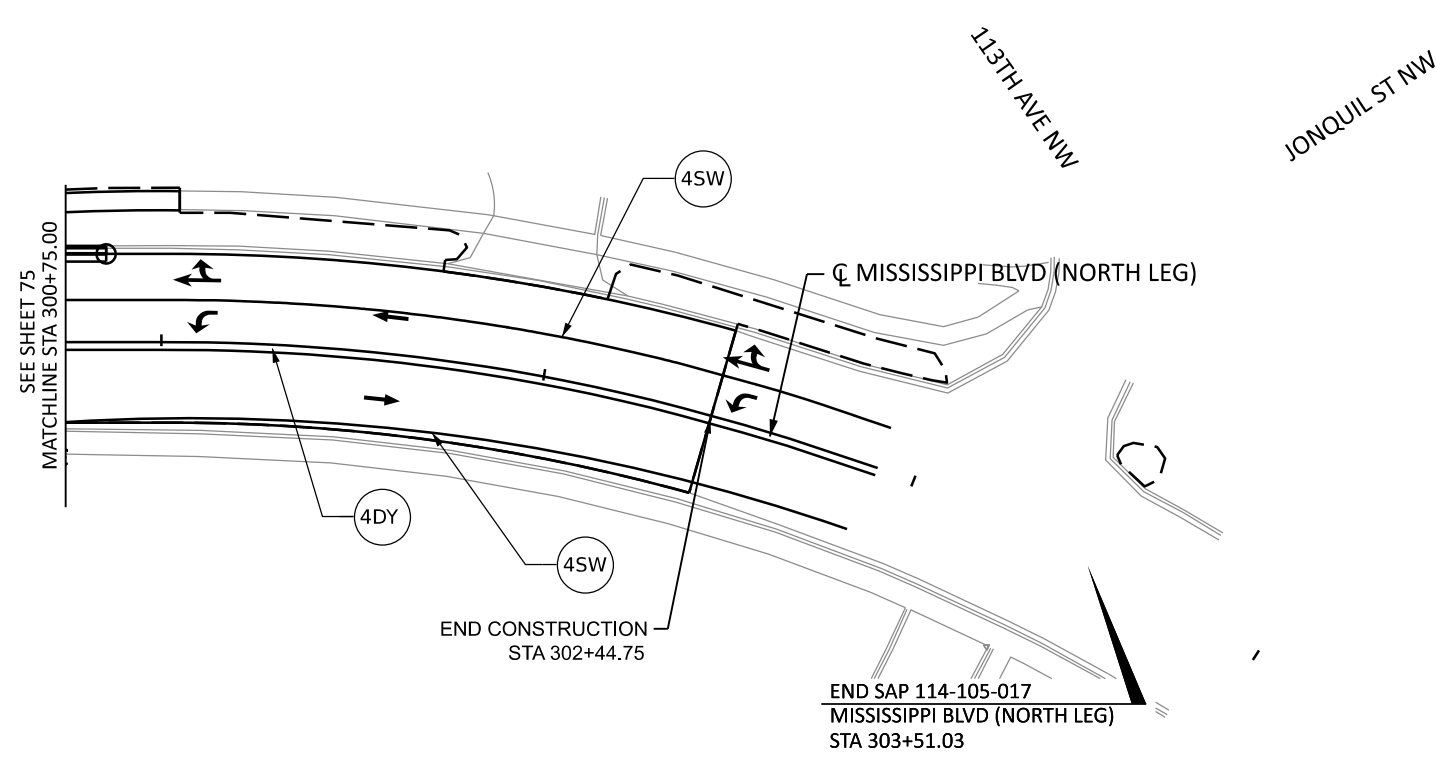 113TH AVE NW
JONQUIL ST NW
4SW
SEE SHEET 75
MATCHLINE STA 300+75.00
℄ MISSISSIPPI BLVD (NORTH LEG)
4DY
4SW
END CONSTRUCTION
STA 302+44.75
END SAP 114-105-017
MISSISSIPPI BLVD (NORTH LEG)
STA 303+51.03